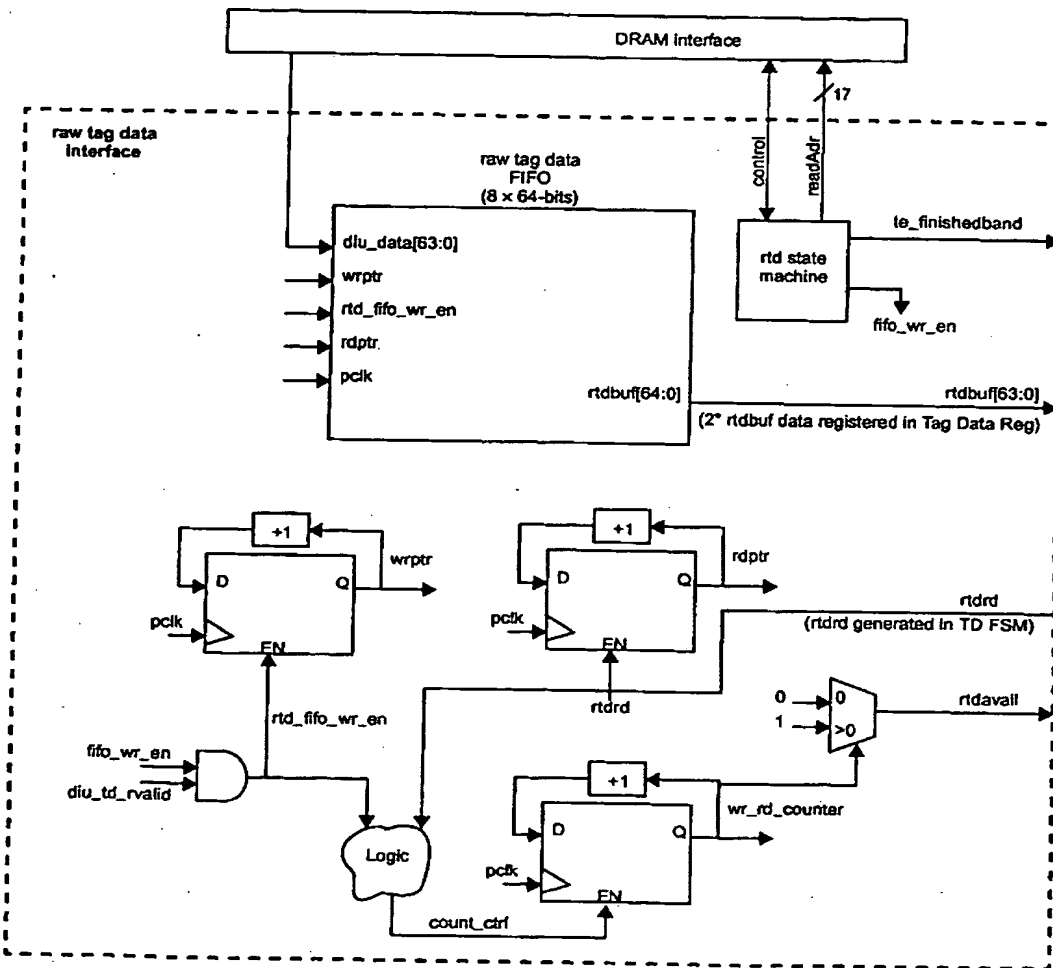 DRAM interface
17
raw tag data
interface
control
readAdr
raw tag data
FIFO
(8 x 64-bits)
diu_data[63:0]
wrptr
rtd_fifo_wr_en
rdptr
pclk
rtdbuf[64:0]
rtd state
machine
te_finishedband
fifo_wr_en
rtdbuf[63:0]
(2* rtdbuf data registered in Tag Data Reg)
+1
wrptr
D
Q
pclk
EN
+1
rdptr
D
Q
pclk
EN
rtdrd
(rtdrd generated in TD FSM)
rtdrd
rtd_fifo_wr_en
fifo_wr_en
diu_td_rvalid
0
0
1
>0
rtdavail
+1
wr_rd_counter
D
Q
pclk
EN
Logic
count_ctrl